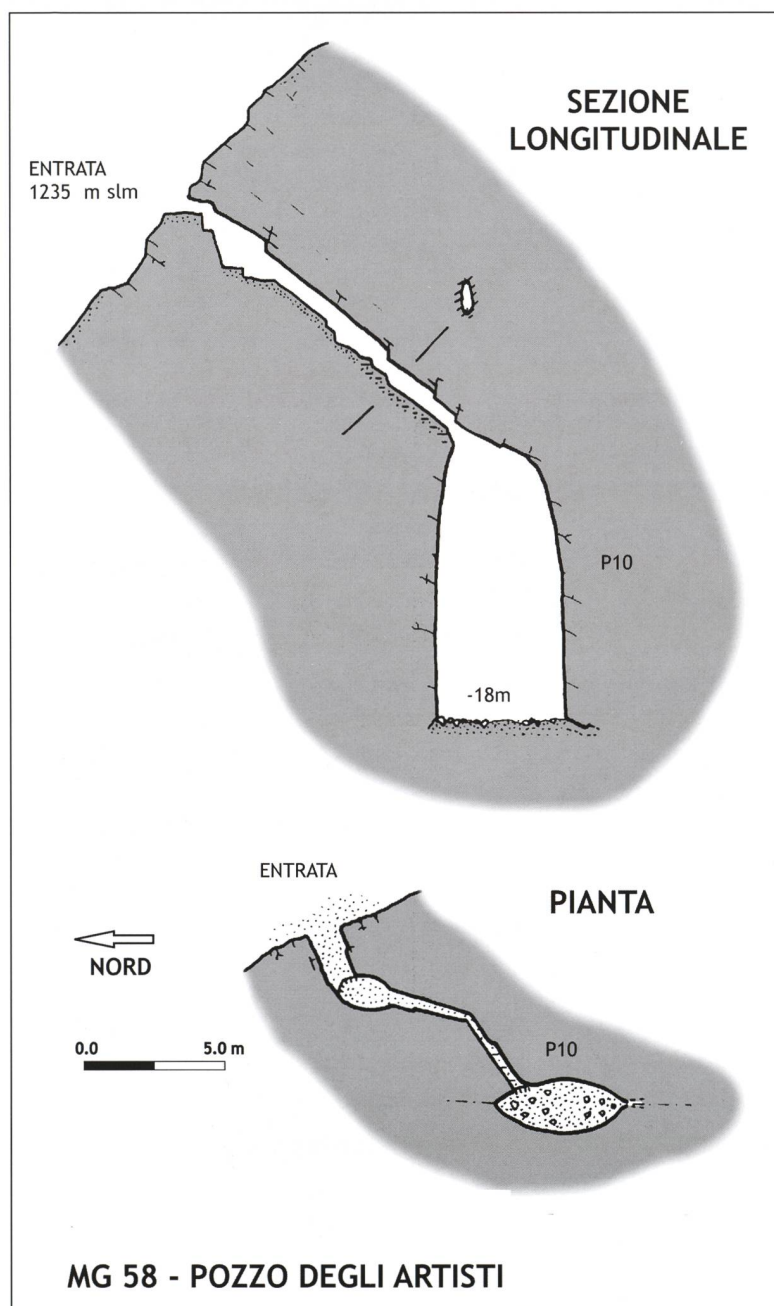 SEZIONE
LONGITUDINALE
ENTRATA
1235 m slm
P10
-18m
ENTRATA
PIANTA
NORD
0.0 5.0 m
P10
MG 58 - POZZO DEGLI ARTISTI